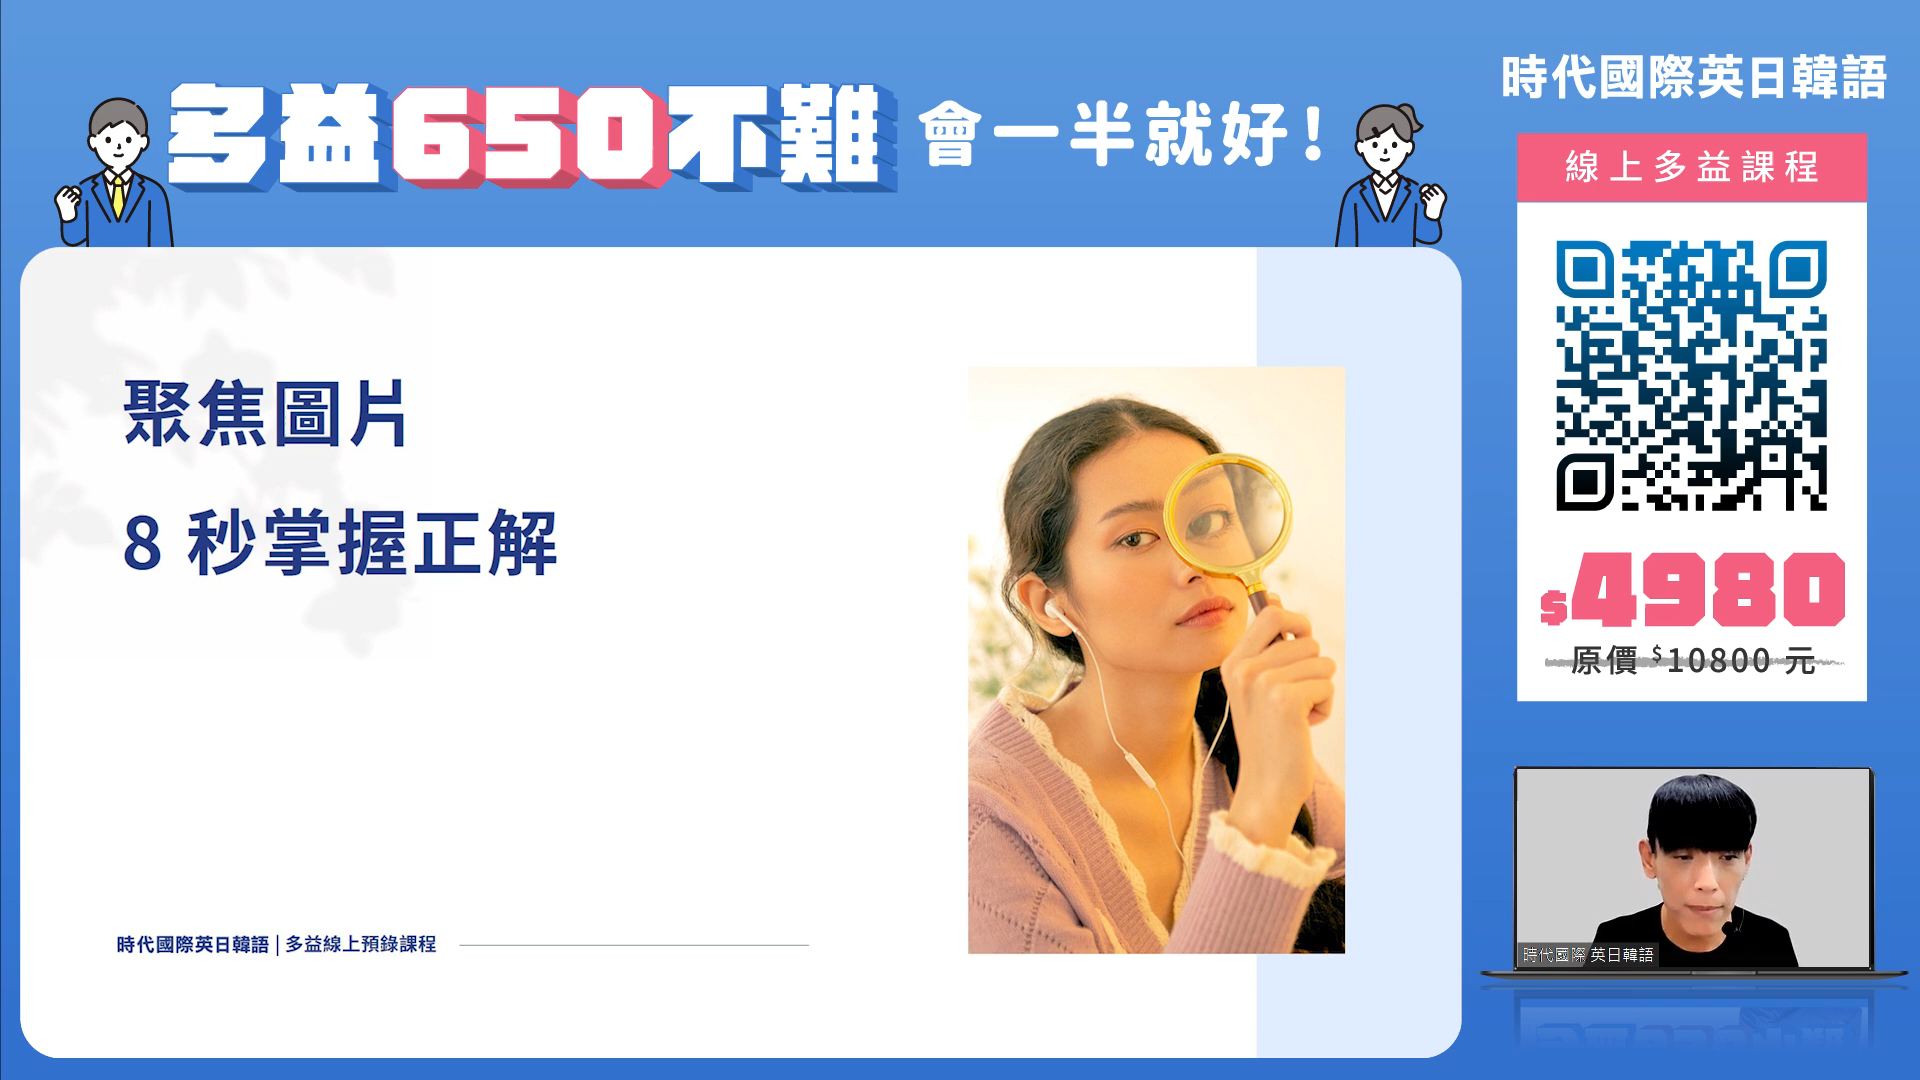 多益650不難 會一半就好!
時代國際英日韓語
線上多益課程
$4980
原價 $10800 元
聚焦圖片
8 秒掌握正解
時代國際英日韓語 | 多益線上預錄課程
時代國際 英日韓語